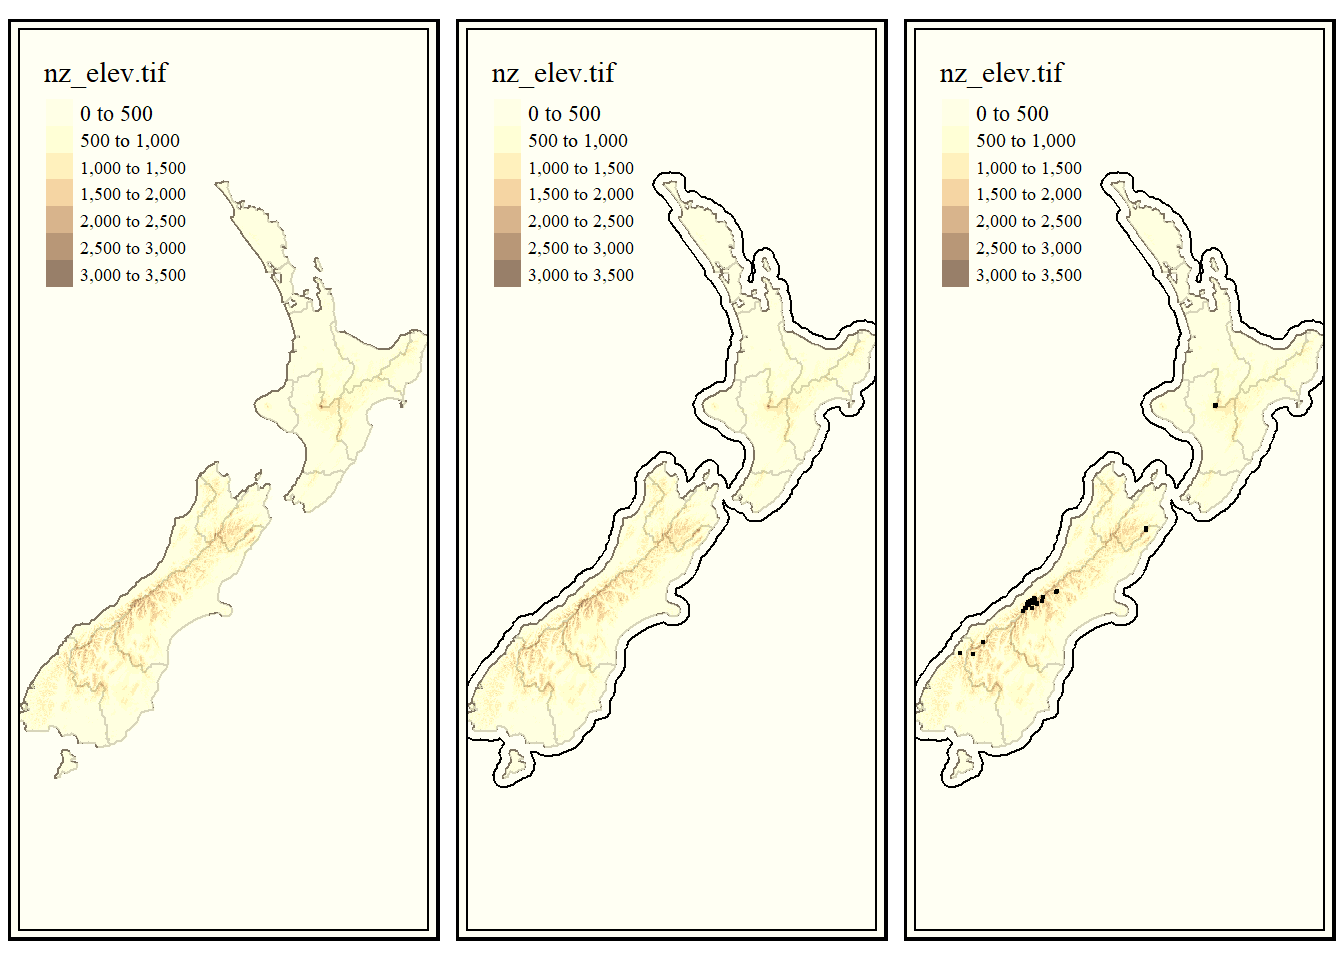 nz_elev.tif
0 to 500
500 to 1,000
1,000 to 1,500
1,500 to 2,000
2,000 to 2,500
2,500 to 3,000
3,000 to 3,500
nz_elev.tif
0 to 500
500 to 1,000
1,000 to 1,500
1,500 to 2,000
2,000 to 2,500
2,500 to 3,000
3,000 to 3,500
nz_elev.tif
0 to 500
500 to 1,000
1,000 to 1,500
1,500 to 2,000
2,000 to 2,500
2,500 to 3,000
3,000 to 3,500